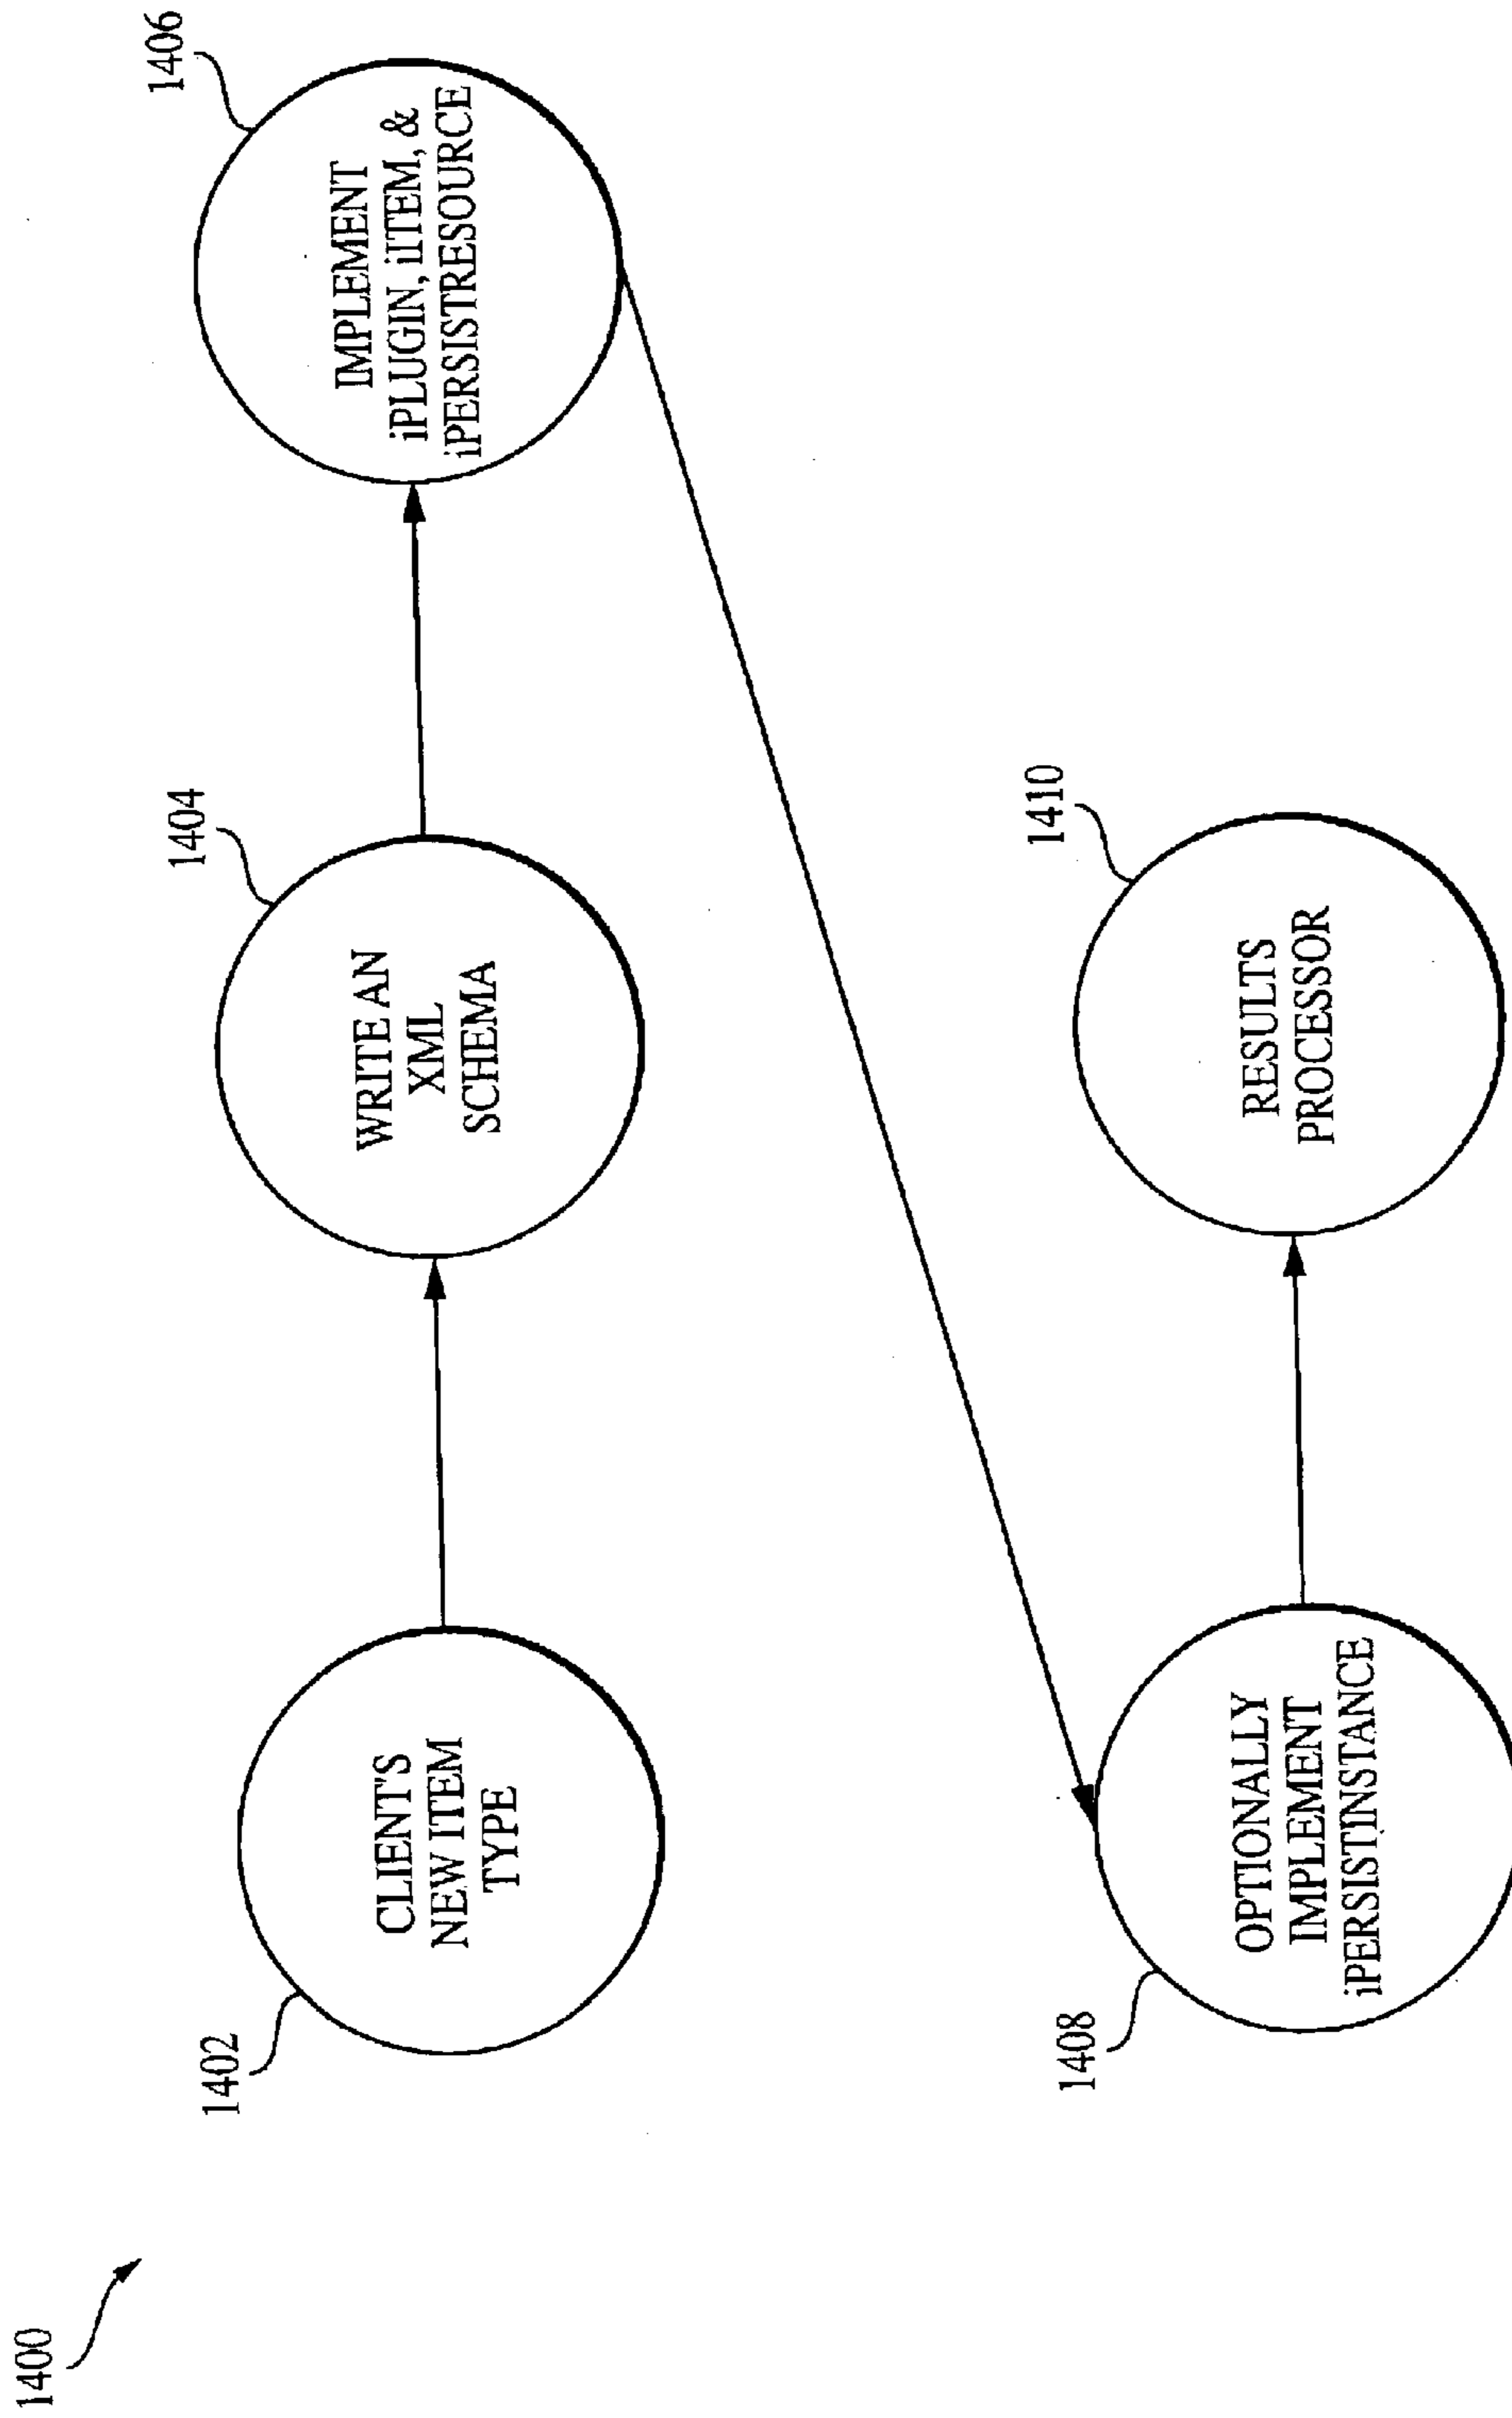 1400
1402
CLIENT'S
NEW ITEM
TYPE
1404
WRITE AN
XML
SCHEMA
1406
IMPLEMENT
iPLUGIN, iITEM, &
iPERSISTRESOURCE
1408
OPTIONALLY
IMPLEMENT
iPERSISTINSTANCE
1410
RESULTS
PROCESSOR